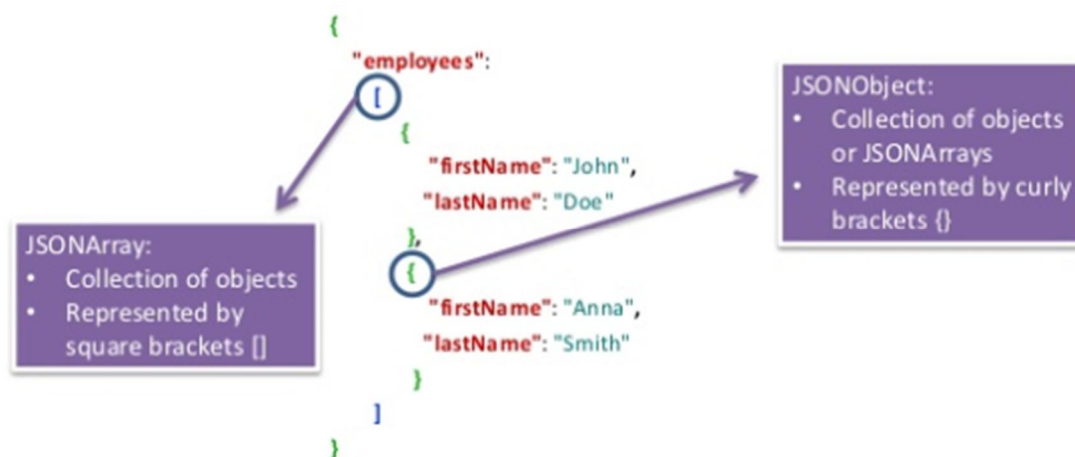 {
"employees":
[
{
"firstName": "John",
"lastName": "Doe"
},
{
"firstName": "Anna",
"lastName": "Smith"
}
]
}
JSONArray:
• Collection of objects
• Represented by
square brackets []
JSONObject:
• Collection of objects
or JSONArrays
• Represented by curly
brackets {}